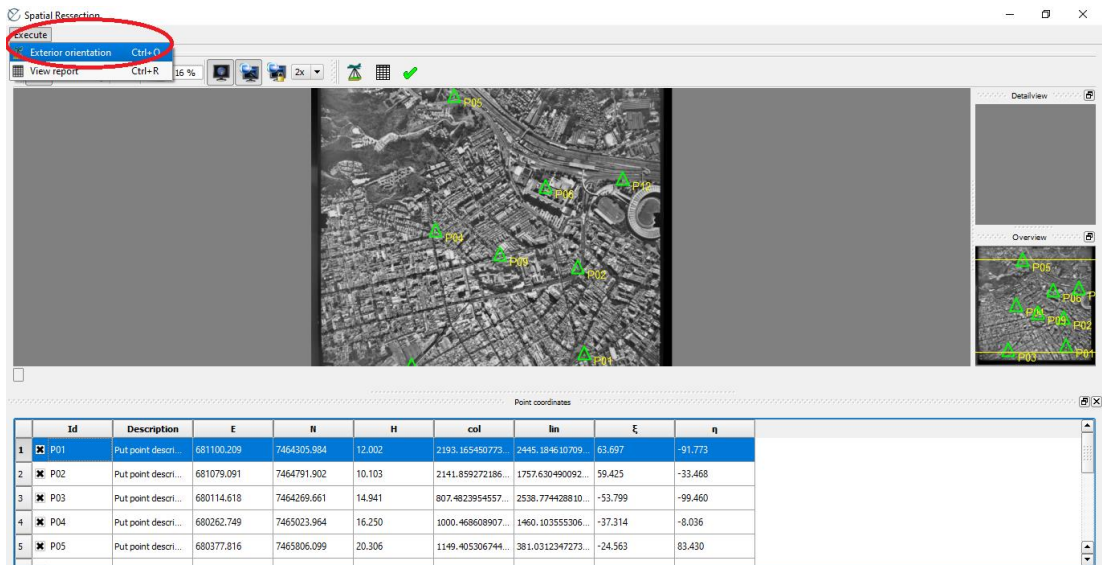 Spatial Ressection
Execute
Exterior orientation Ctrl+O
View report Ctrl+R
16 % 2x
Detailview
P05
P12
P06
P04
P09
P02
P01
Overview
P05
P06
P
P04
P09
P02
P03
P01
Point coordinates
Id Description E N H col lin ξ η
1 P01 Put point descri... 681100.209 7464305.984 12.002 2193.165450773... 2445.184610709... 63.697 -91.773
2 P02 Put point descri... 681079.091 7464791.902 10.103 2141.859272186... 1757.630490092... 59.425 -33.468
3 P03 Put point descri... 680114.618 7464269.661 14.941 807.4823954557... 2538.774428810... -53.799 -99.460
4 P04 Put point descri... 680262.749 7465023.964 16.250 1000.468608907... 1460.103555306... -37.314 -8.036
5 P05 Put point descri... 680377.816 7465806.099 20.306 1149.405306744... 381.0312347273... -24.563 83.430